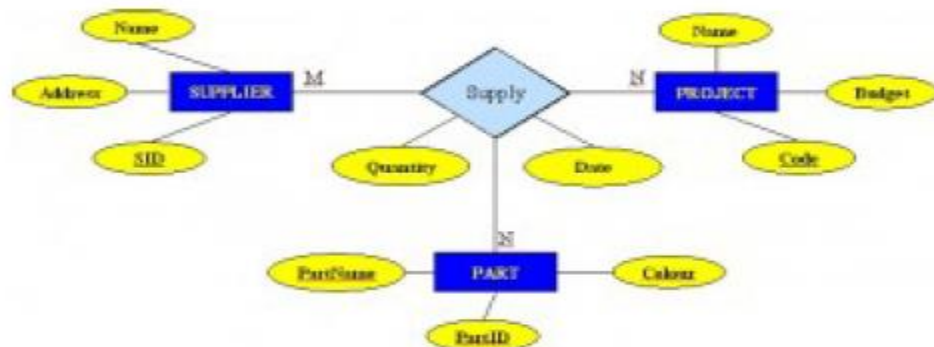 Name
Name
Address
SUPPLIER
M
Supply
N
PROJECT
Budget
SID
Quantity
Date
Code
N
PartName
PART
Colour
PartID